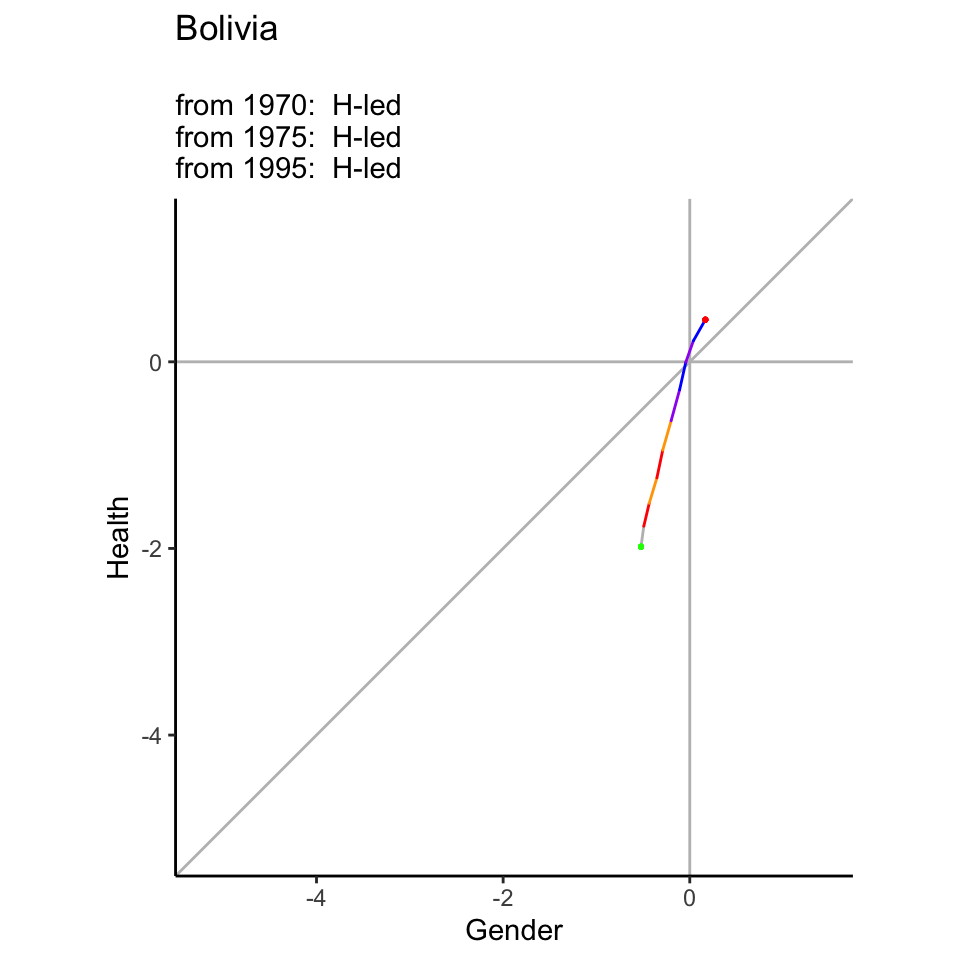 Bolivia
from 1970:  H-led
from 1975:  H-led
from 1995:  H-led
0
-2
-4
Health
-4
-2
0
Gender